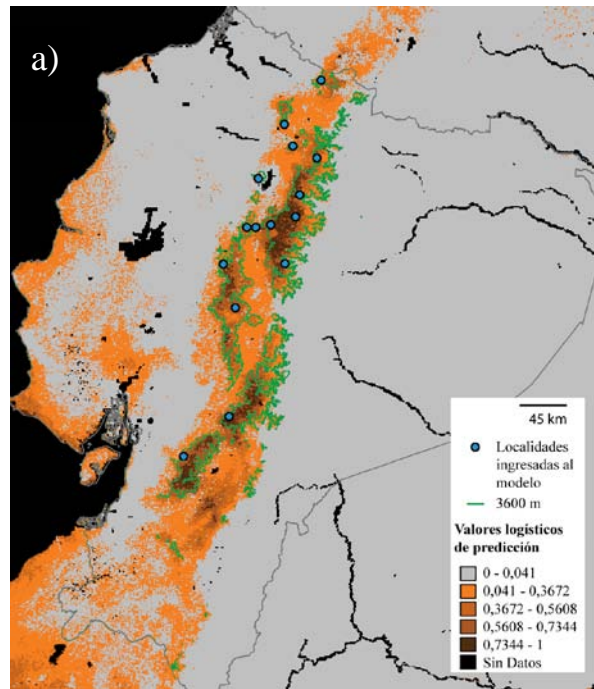 a)
45 km
Localidades
ingresadas al
modelo
3600 m
Valores logísticos
de predicción
0 - 0,041
0,041 - 0,3672
0,3672 - 0,5608
0,5608 - 0,7344
0,7344 - 1
Sin Datos